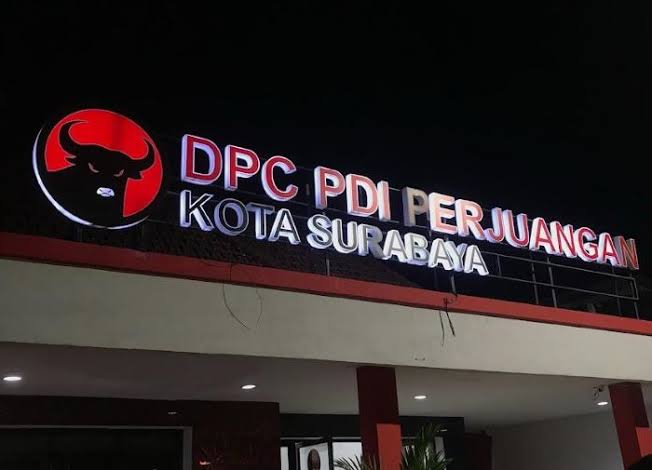 DPC PDI PERJUANGAN
KOTA SURABAYA